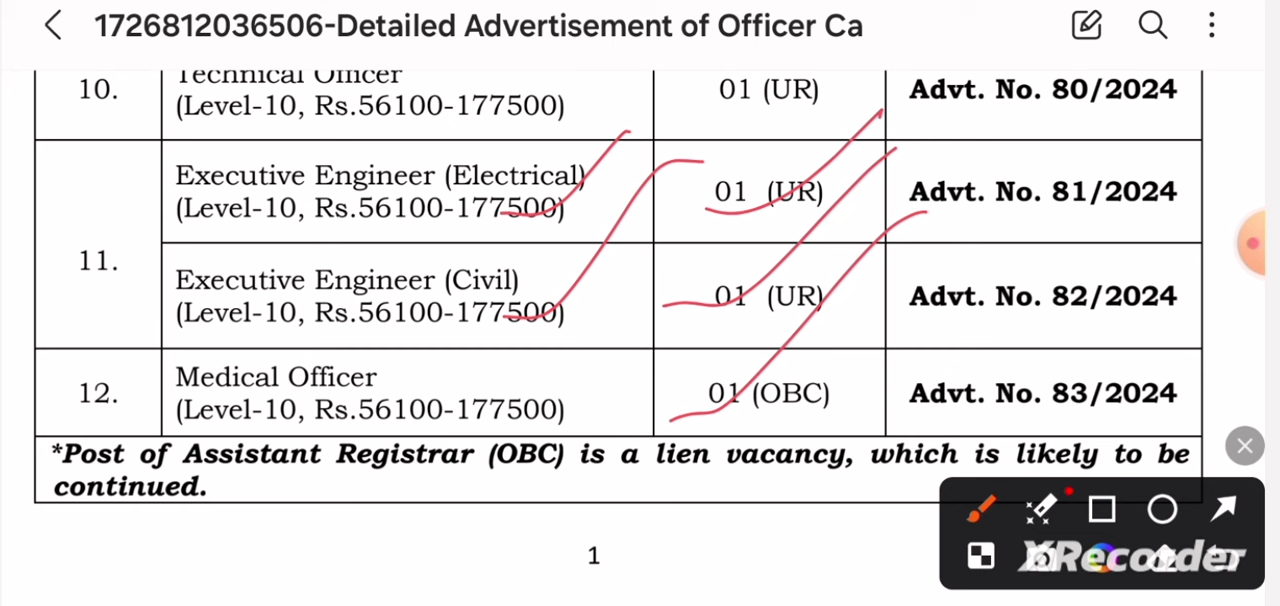 1726812036506-Detailed Advertisement of Officer Ca
10. Technical Officer 01 (UR) Advt. No. 80/2024
(Level-10, Rs.56100-177500)
11. Executive Engineer (Electrical) 01 (UR) Advt. No. 81/2024
(Level-10, Rs.56100-177500)
Executive Engineer (Civil) 01 (UR) Advt. No. 82/2024
(Level-10, Rs.56100-177500)
12. Medical Officer 01 (OBC) Advt. No. 83/2024
(Level-10, Rs.56100-177500)
*Post of Assistant Registrar (OBC) is a lien vacancy, which is likely to be
continued.
1
XRecorder